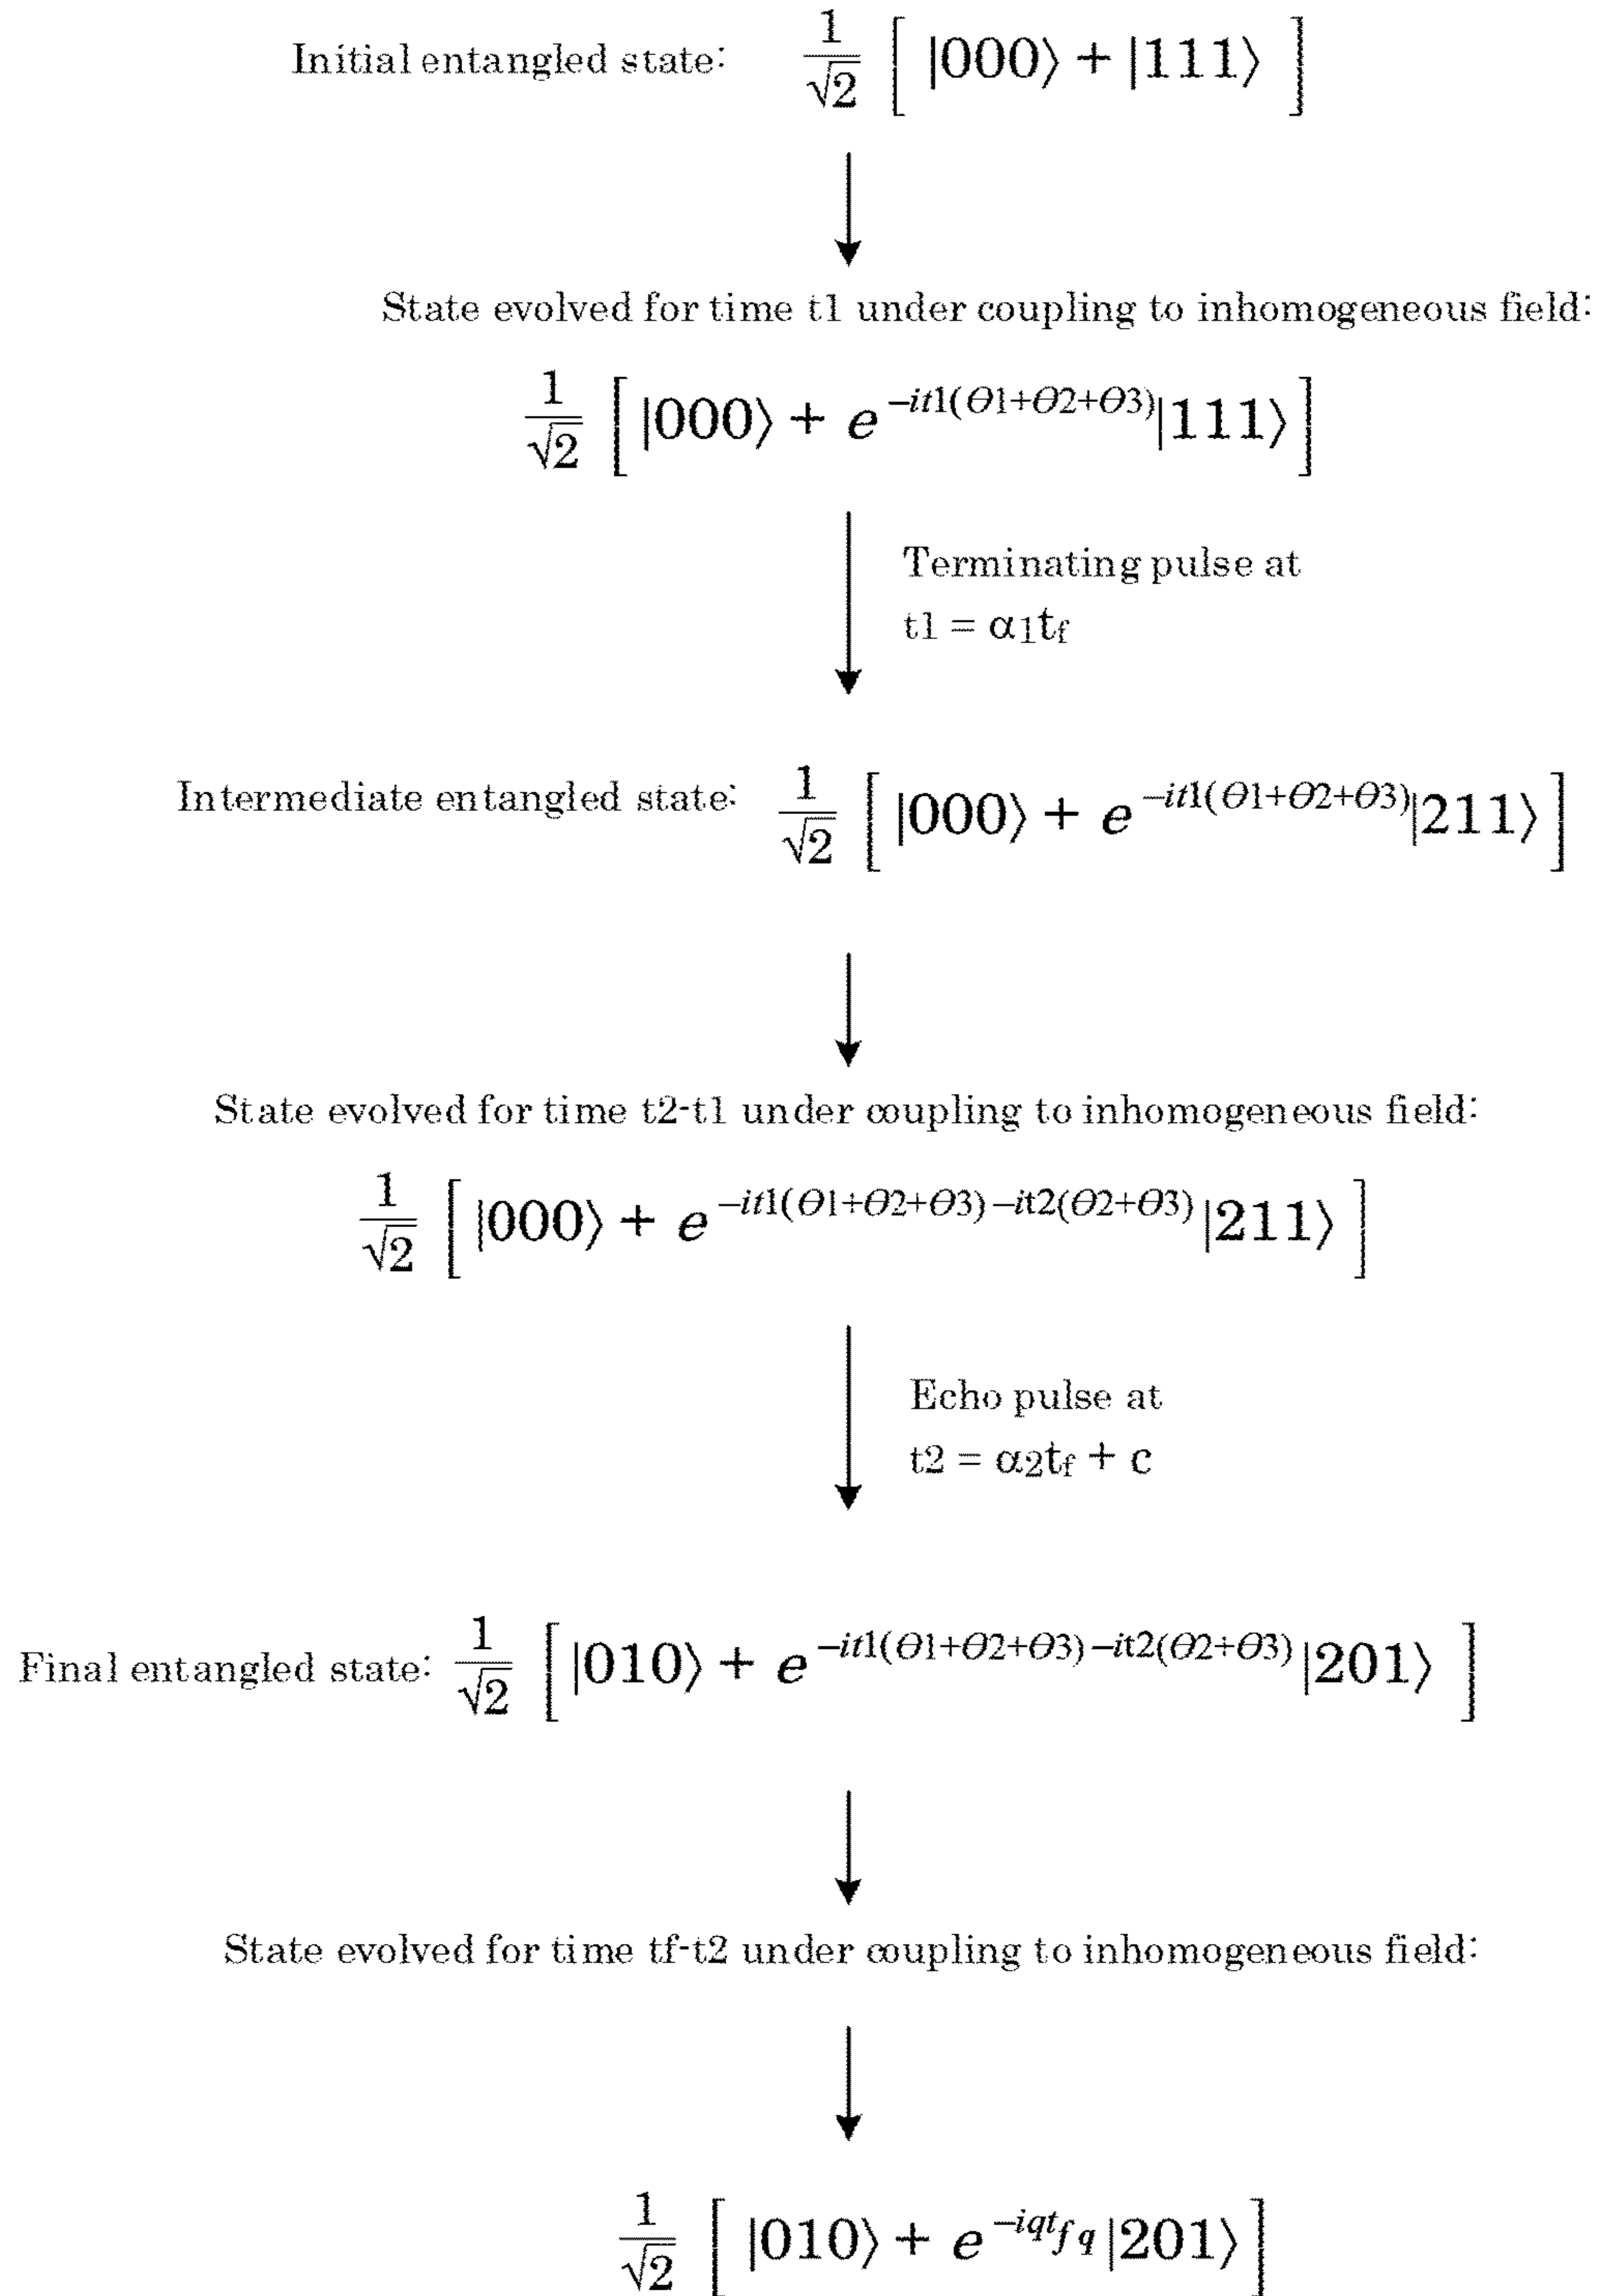 Initial entangled state: 1/√2 [ |000⟩ + |111⟩ ]
State evolved for time t1 under coupling to inhomogeneous field:
1/√2 [ |000⟩ + e^{–it1(Θ1+Θ2+Θ3)}|111⟩ ]
Terminating pulse at
t1 = α₁t_f
Intermediate entangled state: 1/√2 [ |000⟩ + e^{–it1(Θ1+Θ2+Θ3)}|211⟩ ]
State evolved for time t2-t1 under coupling to inhomogeneous field:
1/√2 [ |000⟩ + e^{–it1(Θ1+Θ2+Θ3) –it2(Θ2+Θ3)}|211⟩ ]
Echo pulse at
t2 = α₂t_f + c
Final entangled state: 1/√2 [ |010⟩ + e^{–it1(Θ1+Θ2+Θ3) –it2(Θ2+Θ3)}|201⟩ ]
State evolved for time tf-t2 under coupling to inhomogeneous field:
1/√2 [ |010⟩ + e^{–iqt_f q}|201⟩ ]